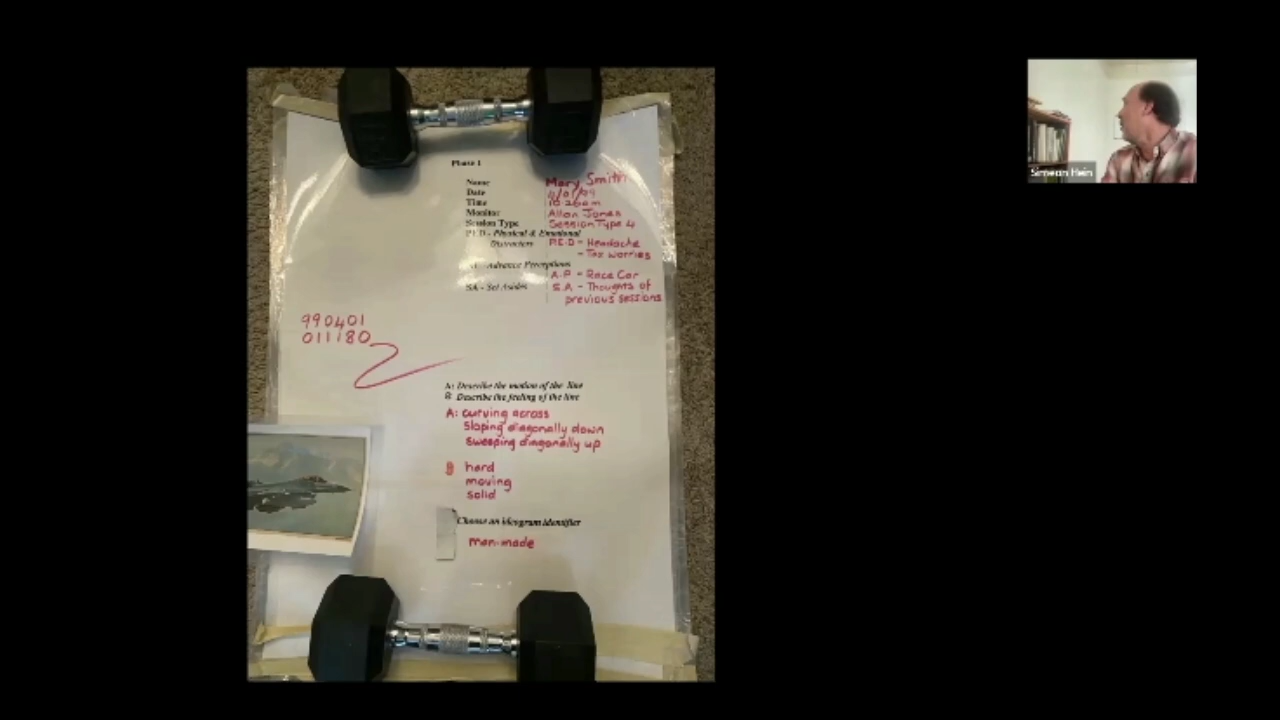 Phase 1
Name Mary Smith
Date
Time 10:26am
Monitor Allan Jones
Session Type Session Type 4
P.E.D - Physical & Emotional
Distractors P.E.D - Headache
- Tax worries
- Advance Perceptions
A.P - Race Car
SA - Set Asides S.A - Thoughts of
previous sessions
990401
011180
A: Describe the motion of the line
B Describe the feeling of the line
A: curving across
sloping diagonally down
sweeping diagonally up
B hard
moving
solid
Choose an ideogram identifier
man-made
Simeon Hein